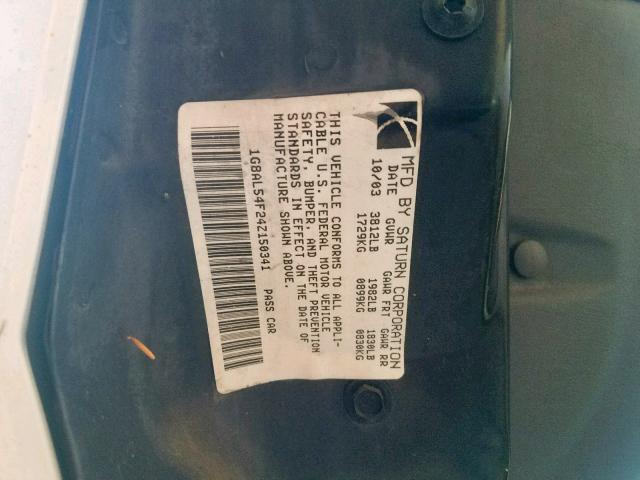 MFD BY SATURN CORPORATION
DATE GVWR GAWR FRT GAWR RR
10/03 3812LB 1982LB 1830LB
1729KG 0899KG 0830KG
THIS VEHICLE CONFORMS TO ALL APPLI-
CABLE U.S. FEDERAL MOTOR VEHICLE
SAFETY, BUMPER, AND THEFT PREVENTION
STANDARDS IN EFFECT ON THE DATE OF
MANUFACTURE SHOWN ABOVE.
1G8AL54F24Z150341 PASS CAR